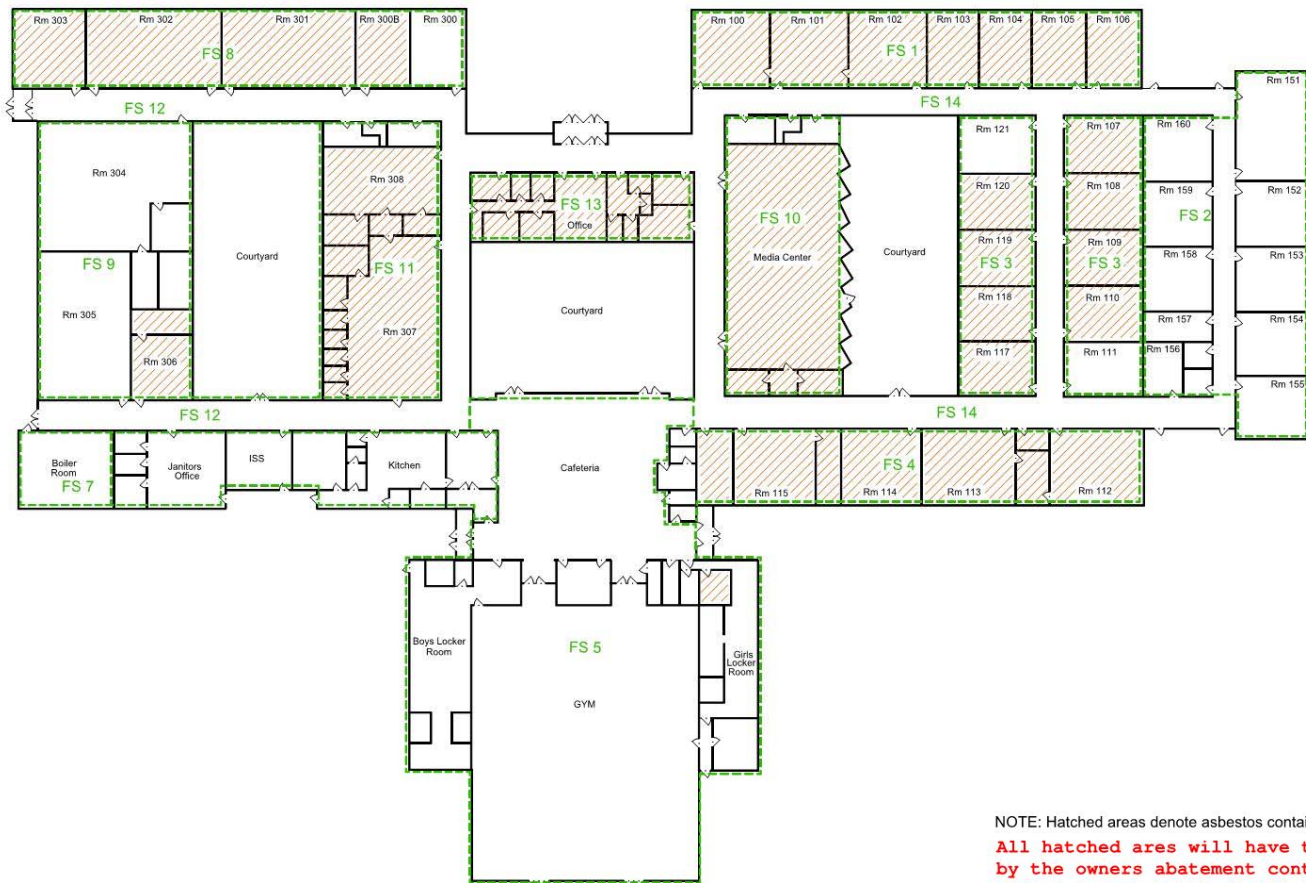 Rm 303
Rm 302
Rm 301
Rm 300B
Rm 300
FS 8
Rm 100
Rm 101
Rm 102
Rm 103
Rm 104
Rm 105
Rm 106
FS 1
FS 12
FS 14
Rm 151
Rm 304
Rm 308
Rm 121
Rm 107
Rm 160
FS 13
Office
Rm 120
Rm 108
Rm 159
Rm 152
FS 10
FS 2
FS 9
Courtyard
FS 11
Media Center
Courtyard
Rm 119
FS 3
Rm 109
FS 3
Rm 158
Rm 153
Rm 305
Rm 307
Courtyard
Rm 118
Rm 110
Rm 157
Rm 154
Rm 306
Rm 117
Rm 111
Rm 156
Rm 155
FS 12
FS 14
Boiler
Room
FS 7
Janitors
Office
ISS
Kitchen
Cafeteria
FS 4
Rm 115
Rm 114
Rm 113
Rm 112
Boys Locker
Room
FS 5
Girls
Locker
Room
GYM
NOTE: Hatched areas denote asbestos contai
All hatched ares will have t
by the owners abatement cont